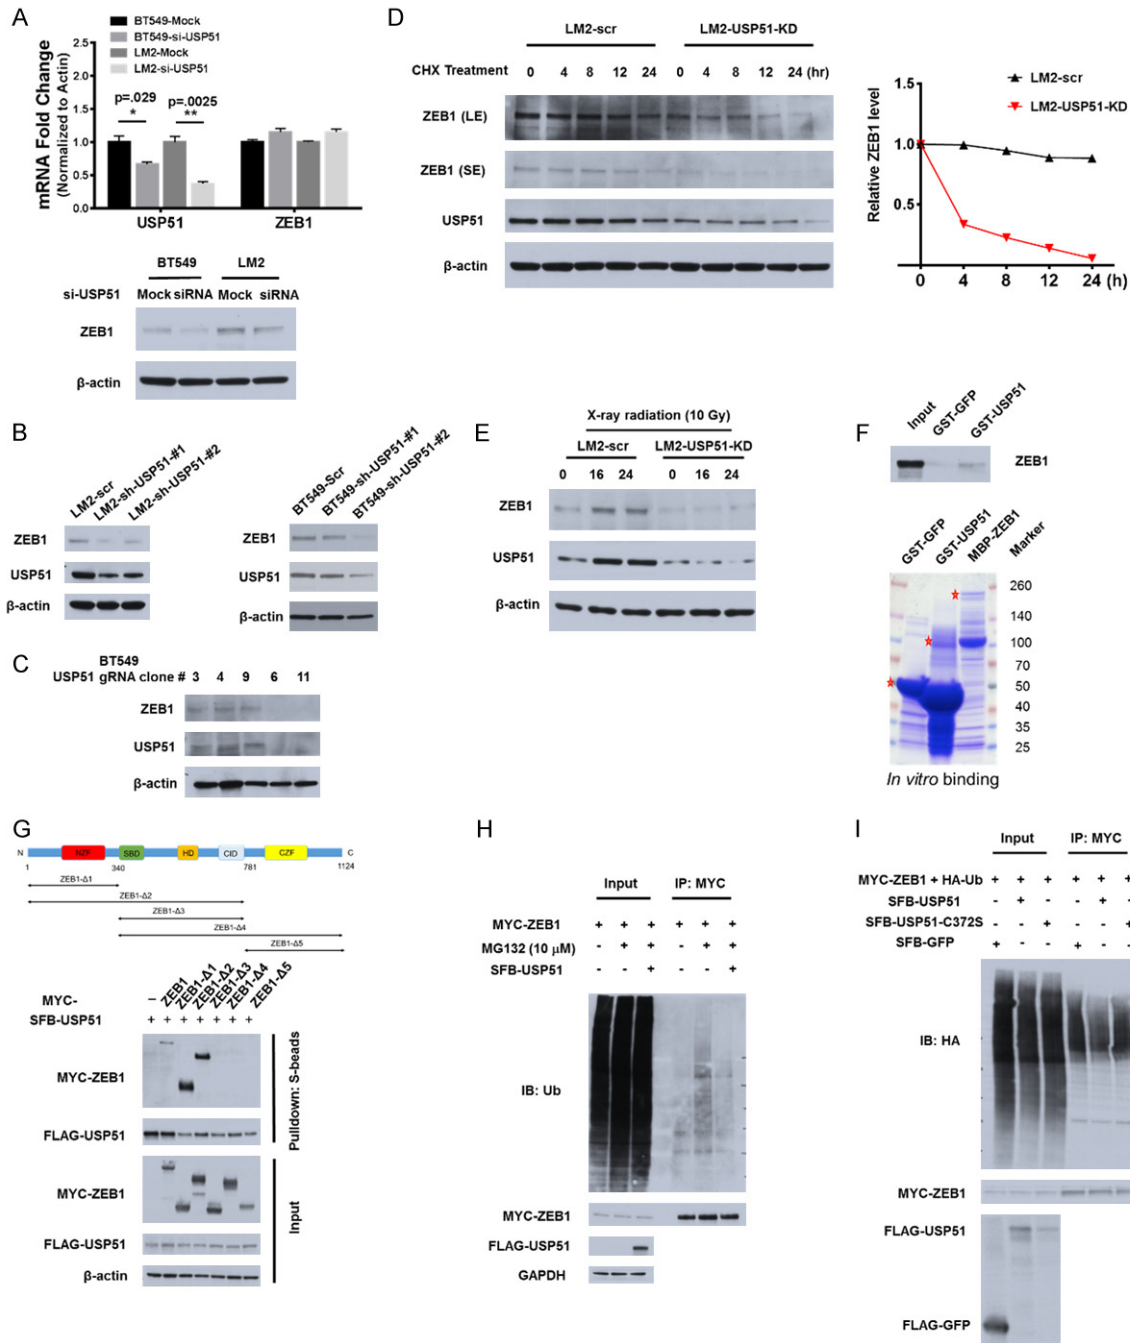 A
BT549-Mock
BT549-si-USP51
LM2-Mock
LM2-si-USP51
mRNA Fold Change
(Normalized to Actin)
2.5
2.0
1.5
1.0
0.5
0.0
p=.029
*
p=.0025
**
USP51
ZEB1
BT549 LM2
si-USP51 Mock siRNA Mock siRNA
ZEB1
β-actin
B
LM2-scr
LM2-sh-USP51-#1
LM2-sh-USP51-#2
ZEB1
USP51
β-actin
BT549-Scr
BT549-sh-USP51-#1
BT549-sh-USP51-#2
ZEB1
USP51
β-actin
C
BT549
USP51 gRNA clone # 3 4 9 6 11
ZEB1
USP51
β-actin
D
LM2-scr LM2-USP51-KD
CHX Treatment 0 4 8 12 24 0 4 8 12 24 (hr)
ZEB1 (LE)
ZEB1 (SE)
USP51
β-actin
Relative ZEB1 level
1.5
1.0
0.5
LM2-scr
LM2-USP51-KD
0 4 8 12 24 (h)
E
X-ray radiation (10 Gy)
LM2-scr LM2-USP51-KD
0 16 24 0 16 24
ZEB1
USP51
β-actin
F
Input
GST-GFP
GST-USP51
ZEB1
GST-GFP
GST-USP51
MBP-ZEB1
Marker
260
140
100
70
50
40
35
25
In vitro binding
G
N NZF SBD HD CID CZF C
1 340 781 1124
ZEB1-Δ1
ZEB1-Δ2
ZEB1-Δ3
ZEB1-Δ4
ZEB1-Δ5
MYC- – ZEB1 ZEB1-Δ1 ZEB1-Δ2 ZEB1-Δ3 ZEB1-Δ4 ZEB1-Δ5
SFB-USP51 + + + + + + +
MYC-ZEB1
FLAG-USP51
Pulldown: S-beads
MYC-ZEB1
FLAG-USP51
β-actin
Input
H
Input IP: MYC
MYC-ZEB1 + + + + + +
MG132 (10 μM) - + + - + +
SFB-USP51 - - + - - +
IB: Ub
MYC-ZEB1
FLAG-USP51
GAPDH
I
Input IP: MYC
MYC-ZEB1 + HA-Ub + + + + + +
SFB-USP51 - + - - + -
SFB-USP51-C372S - - + - - +
SFB-GFP + - - + - -
IB: HA
MYC-ZEB1
FLAG-USP51
FLAG-GFP